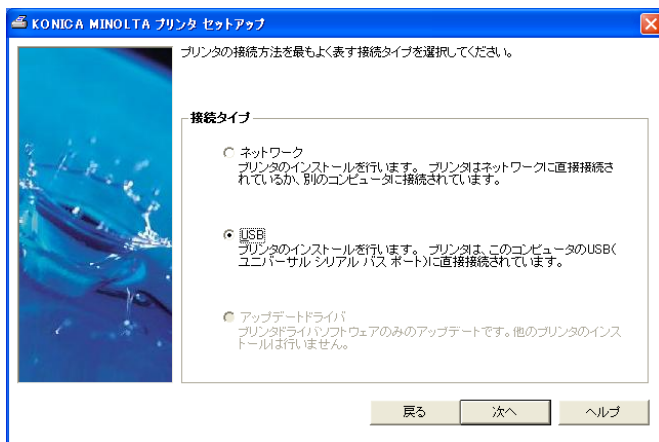 KONICA MINOLTA プリンタ セットアップ
プリンタの接続方法を最もよく表す接続タイプを選択してください。
接続タイプ
ネットワーク
プリンタのインストールを行います。 プリンタはネットワークに直接接続さ
れているか、別のコンピュータに接続されています。
USB
プリンタのインストールを行います。 プリンタは、このコンピュータのUSB(
ユニバーサル シリアル バス ポート)に直接接続されています。
アップデートドライバ
プリンタドライバソフトウェアのみのアップデートです。他のプリンタのインス
トールは行いません。
戻る 次へ ヘルプ